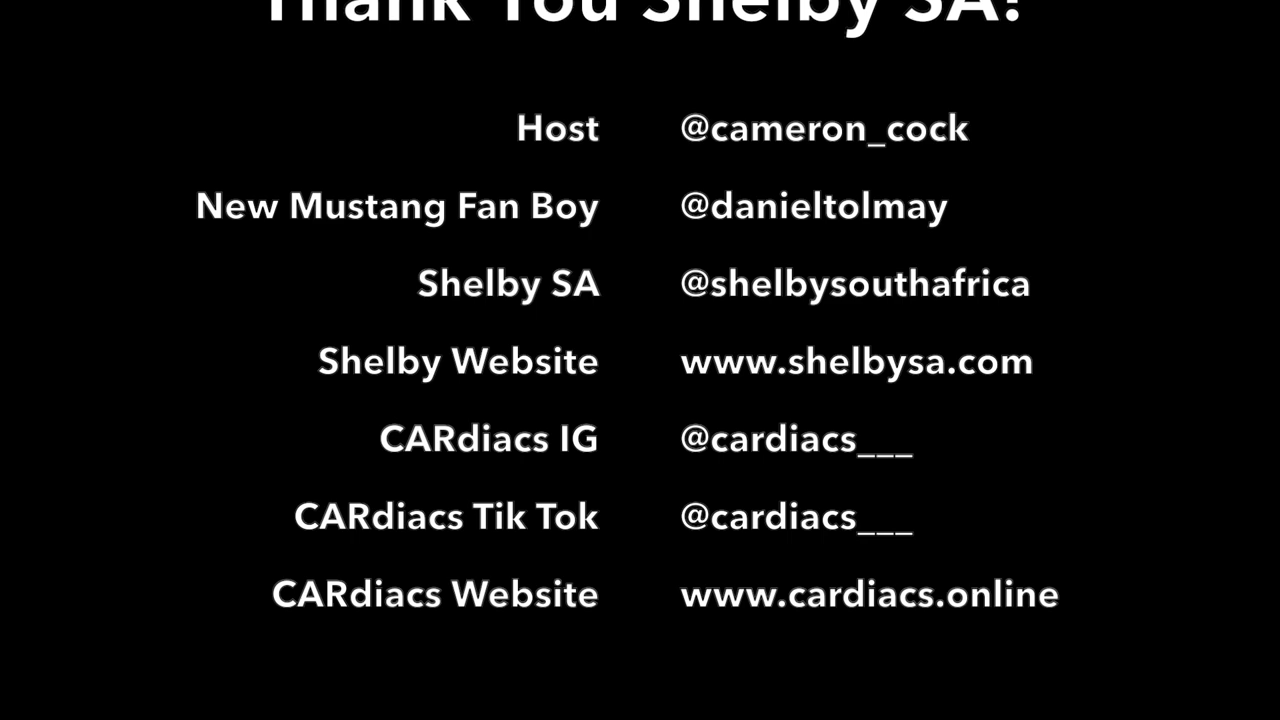 Thank You Shelby SA!
Host @cameron_cock
New Mustang Fan Boy @danieltolmay
Shelby SA @shelbysouthafrica
Shelby Website www.shelbysa.com
CARdiacs IG @cardiacs___
CARdiacs Tik Tok @cardiacs___
CARdiacs Website www.cardiacs.online